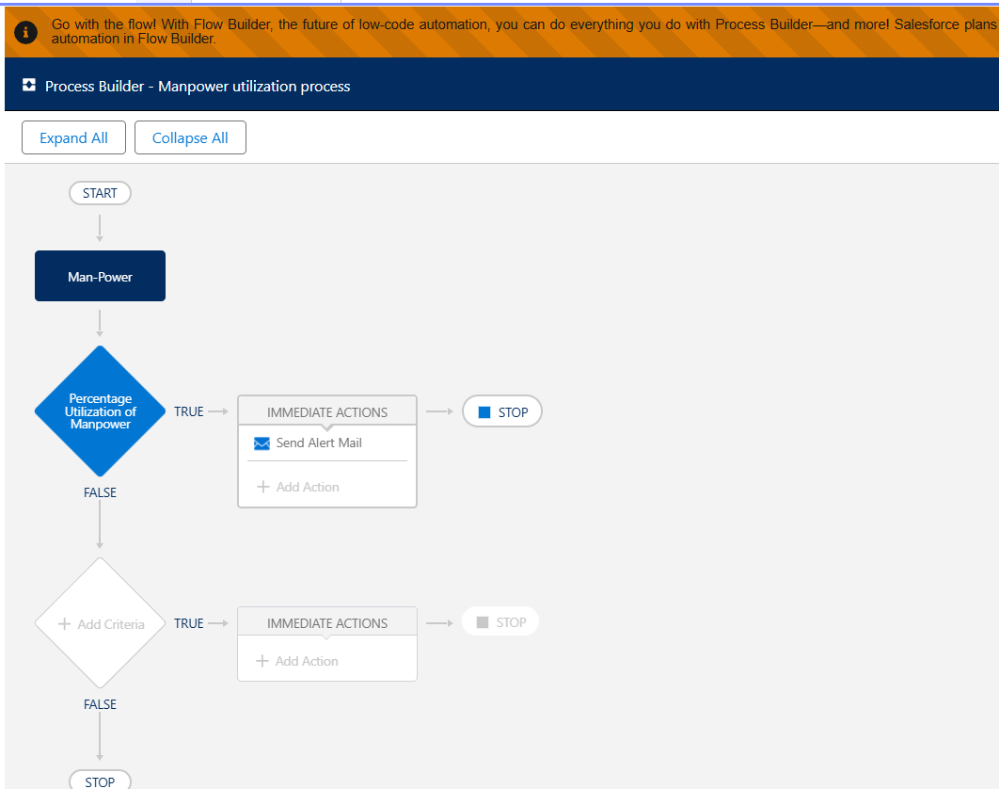 Go with the flow! With Flow Builder, the future of low-code automation, you can do everything you do with Process Builder—and more! Salesforce plans
automation in Flow Builder.
Process Builder - Manpower utilization process
Expand All
Collapse All
START
Man-Power
Percentage
Utilization of
Manpower
TRUE
IMMEDIATE ACTIONS
STOP
Send Alert Mail
Add Action
FALSE
Add Criteria
TRUE
IMMEDIATE ACTIONS
STOP
Add Action
FALSE
STOP